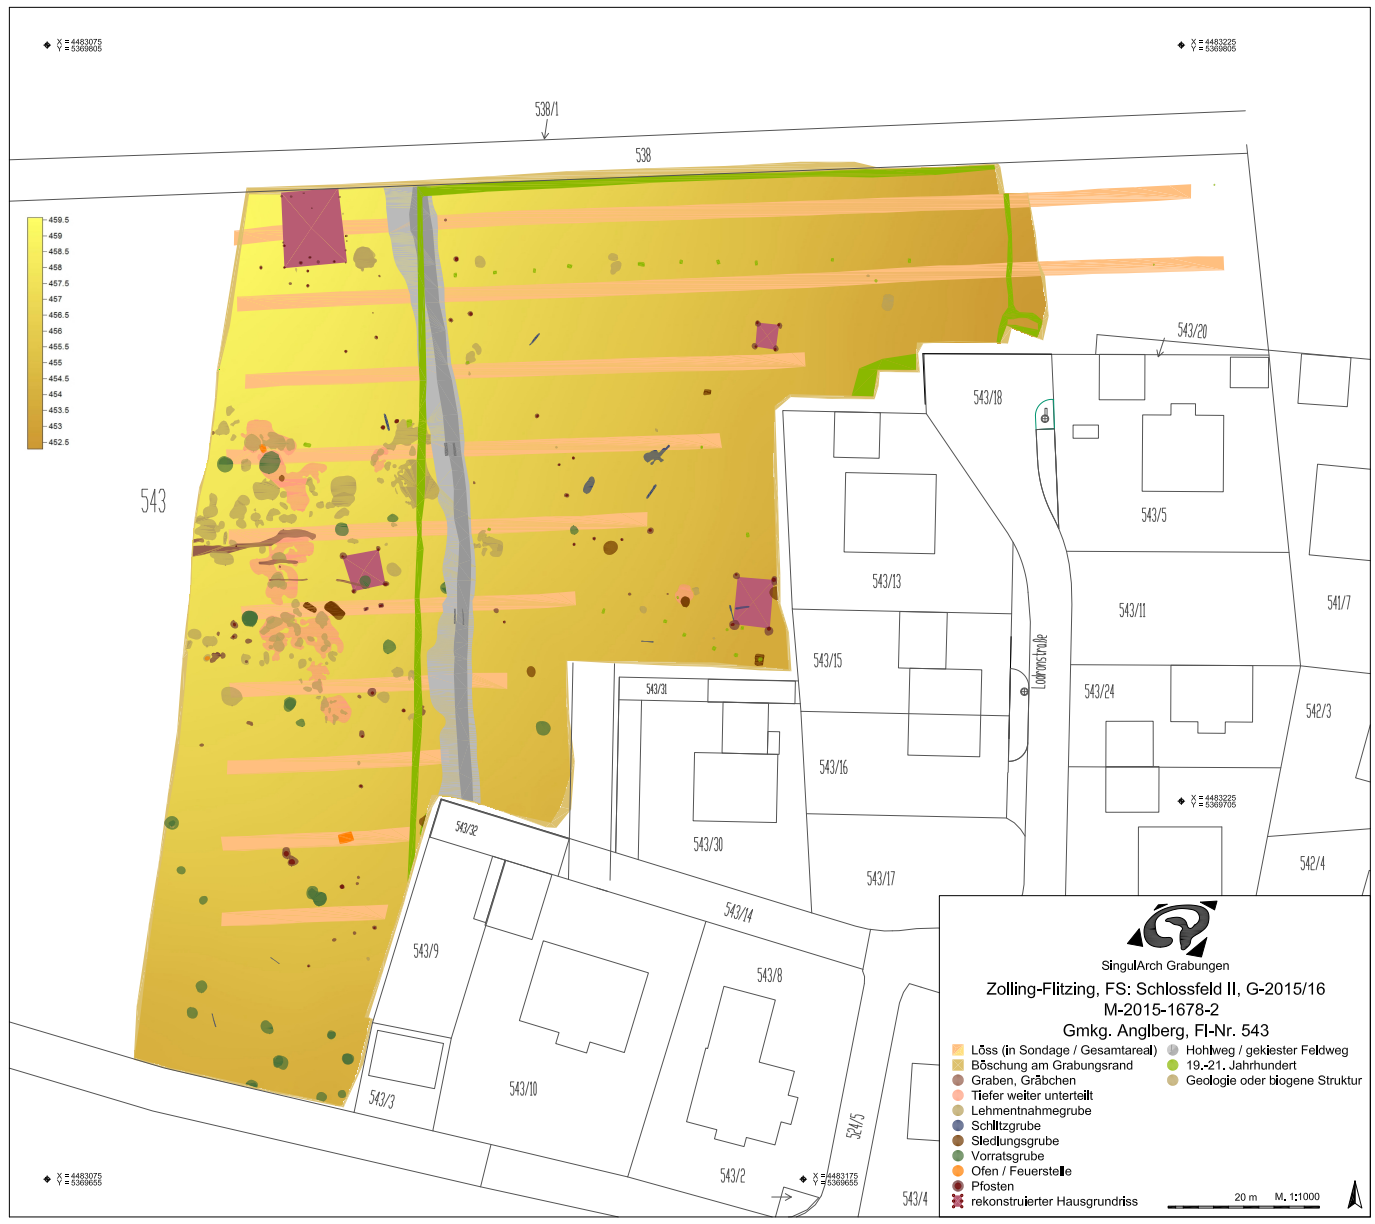 X = 4483075
Y = 5369805
X = 4483225
Y = 5369805
538/1
538
459.5
459
458.5
458
457.5
457
456.5
456
455.5
455
454.5
454
453.5
453
452.5
543
543/20
543/18
543/5
543/13
543/11
541/7
543/15
Lodronstraße
543/31
543/24
542/3
543/16
X = 4483225
Y = 5369705
543/32
543/30
543/17
542/4
543/14
543/9
543/8
543/10
543/3
524/5
543/2
543/4
X = 4483075
Y = 5369655
X = 4483175
Y = 5369655
SingulArch Grabungen
Zolling-Flitzing, FS: Schlossfeld II, G-2015/16
M-2015-1678-2
Gmkg. Anglberg, Fl-Nr. 543
Löss (in Sondage / Gesamtareal)
Böschung am Grabungsrand
Graben, Gräbchen
Tiefer weiter unterteilt
Lehmentnahmegrube
Schlitzgrube
Siedlungsgrube
Vorratsgrube
Ofen / Feuerstelle
Pfosten
rekonstruierter Hausgrundriss
Hohlweg / gekiester Feldweg
19.-21. Jahrhundert
Geologie oder biogene Struktur
20 m M. 1:1000